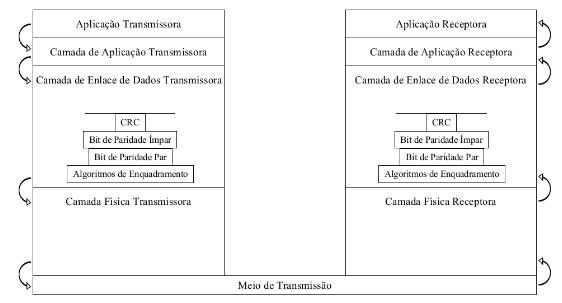 Aplicação Transmissora
Camada de Aplicação Transmissora
Camada de Enlace de Dados Transmissora
CRC
Bit de Paridade Ímpar
Bit de Paridade Par
Algoritmos de Enquadramento
Camada Física Transmissora
Aplicação Receptora
Camada de Aplicação Receptora
Camada de Enlace de Dados Receptora
CRC
Bit de Paridade Ímpar
Bit de Paridade Par
Algoritmos de Enquadramento
Camada Física Receptora
Meio de Transmissão